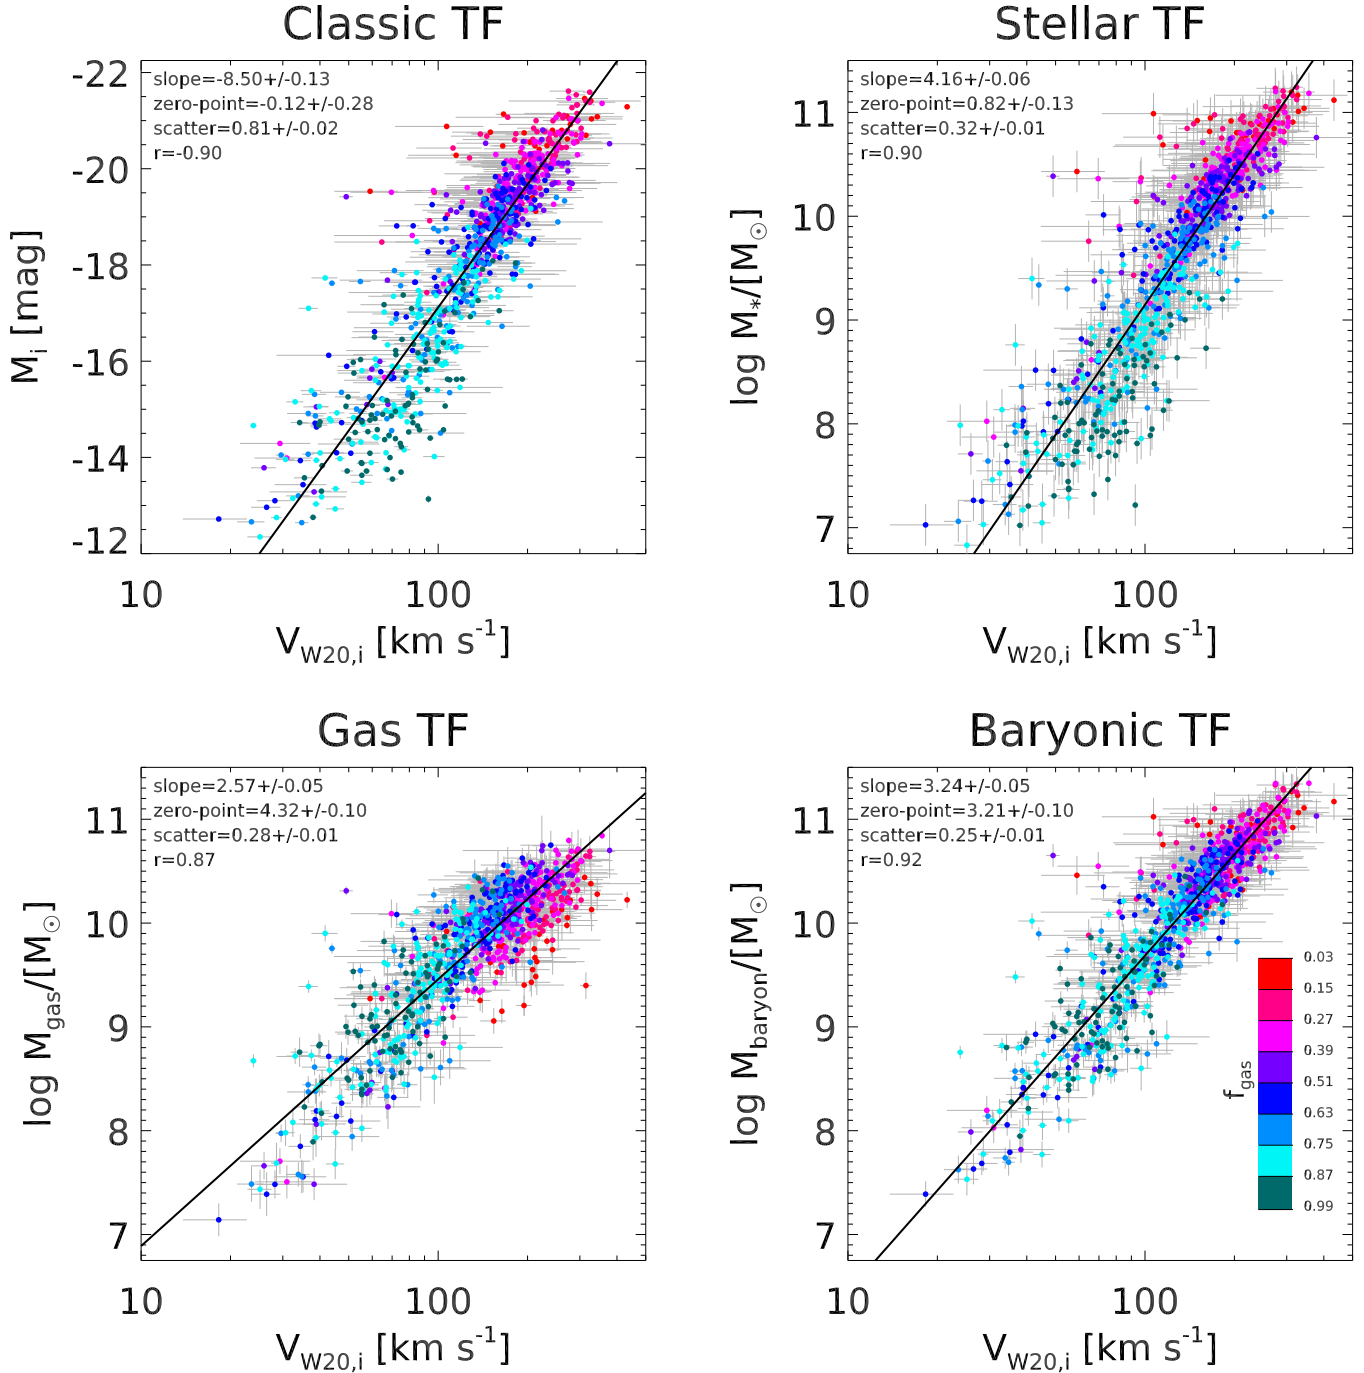 Classic TF
slope=-8.50+/-0.13
zero-point=-0.12+/-0.28
scatter=0.81+/-0.02
r=-0.90
-22
-20
-18
-16
-14
-12
M_i [mag]
10
100
V_W20,i [km s^-1]
Stellar TF
slope=4.16+/-0.06
zero-point=0.82+/-0.13
scatter=0.32+/-0.01
r=0.90
11
10
9
8
7
log M_*/[M_⊙]
10
100
V_W20,i [km s^-1]
Gas TF
slope=2.57+/-0.05
zero-point=4.32+/-0.10
scatter=0.28+/-0.01
r=0.87
11
10
9
8
7
log M_gas/[M_⊙]
10
100
V_W20,i [km s^-1]
Baryonic TF
slope=3.24+/-0.05
zero-point=3.21+/-0.10
scatter=0.25+/-0.01
r=0.92
11
10
9
8
7
log M_baryon/[M_⊙]
10
100
V_W20,i [km s^-1]
f_gas
0.03
0.15
0.27
0.39
0.51
0.63
0.75
0.87
0.99